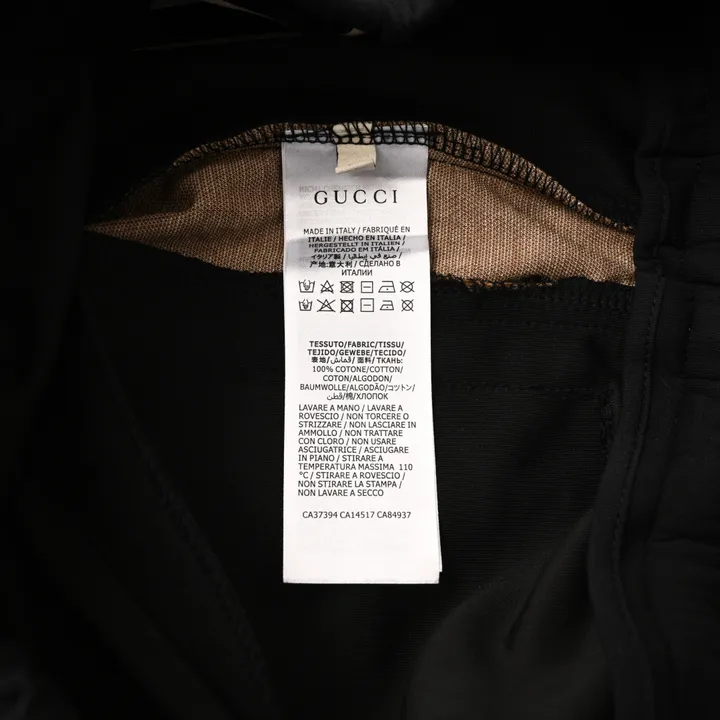 GUCCI
MADE IN ITALY / FABRIQUÉ EN
ITALIE / HECHO EN ITALIA /
HERGESTELLT IN ITALIEN /
FABRICADO EM ITÁLIA /
イタリア製 / صنع في إيطاليا /
产地:意大利 / СДЕЛАНО В
ИТАЛИИ
TESSUTO/FABRIC/TISSU/
TEJIDO/GEWEBE/TECIDO/
表地/قماش/面料/ТКАНЬ:
100% COTONE/COTTON/
COTON/ALGODON/
BAUMWOLLE/ALGODÃO/コットン/
قطن/棉/ХЛОПОК
LAVARE A MANO / LAVARE A
ROVESCIO / NON TORCERE O
STRIZZARE / NON LASCIARE IN
AMMOLLO / NON TRATTARE
CON CLORO / NON USARE
ASCIUGATRICE / ASCIUGARE
IN PIANO / STIRARE A
TEMPERATURA MASSIMA 110
°C / STIRARE A ROVESCIO /
NON STIRARE LA STAMPA /
NON LAVARE A SECCO
CA37394 CA14517 CA84937